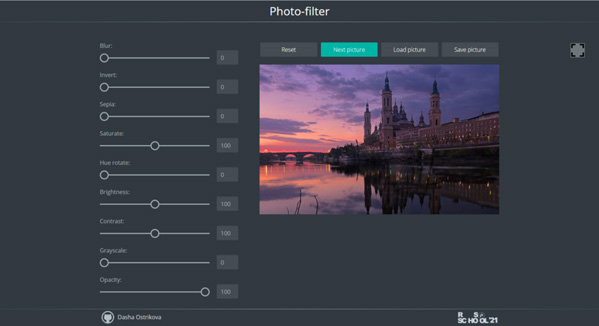 Photo-filter
Blur:
0
Invert:
0
Sepia:
0
Saturate:
100
Hue rotate:
0
Brightness:
100
Contrast:
100
Grayscale:
0
Opacity:
100
Reset
Next picture
Load picture
Save picture
Dasha Ostrikova
R S
SCHOOL'21